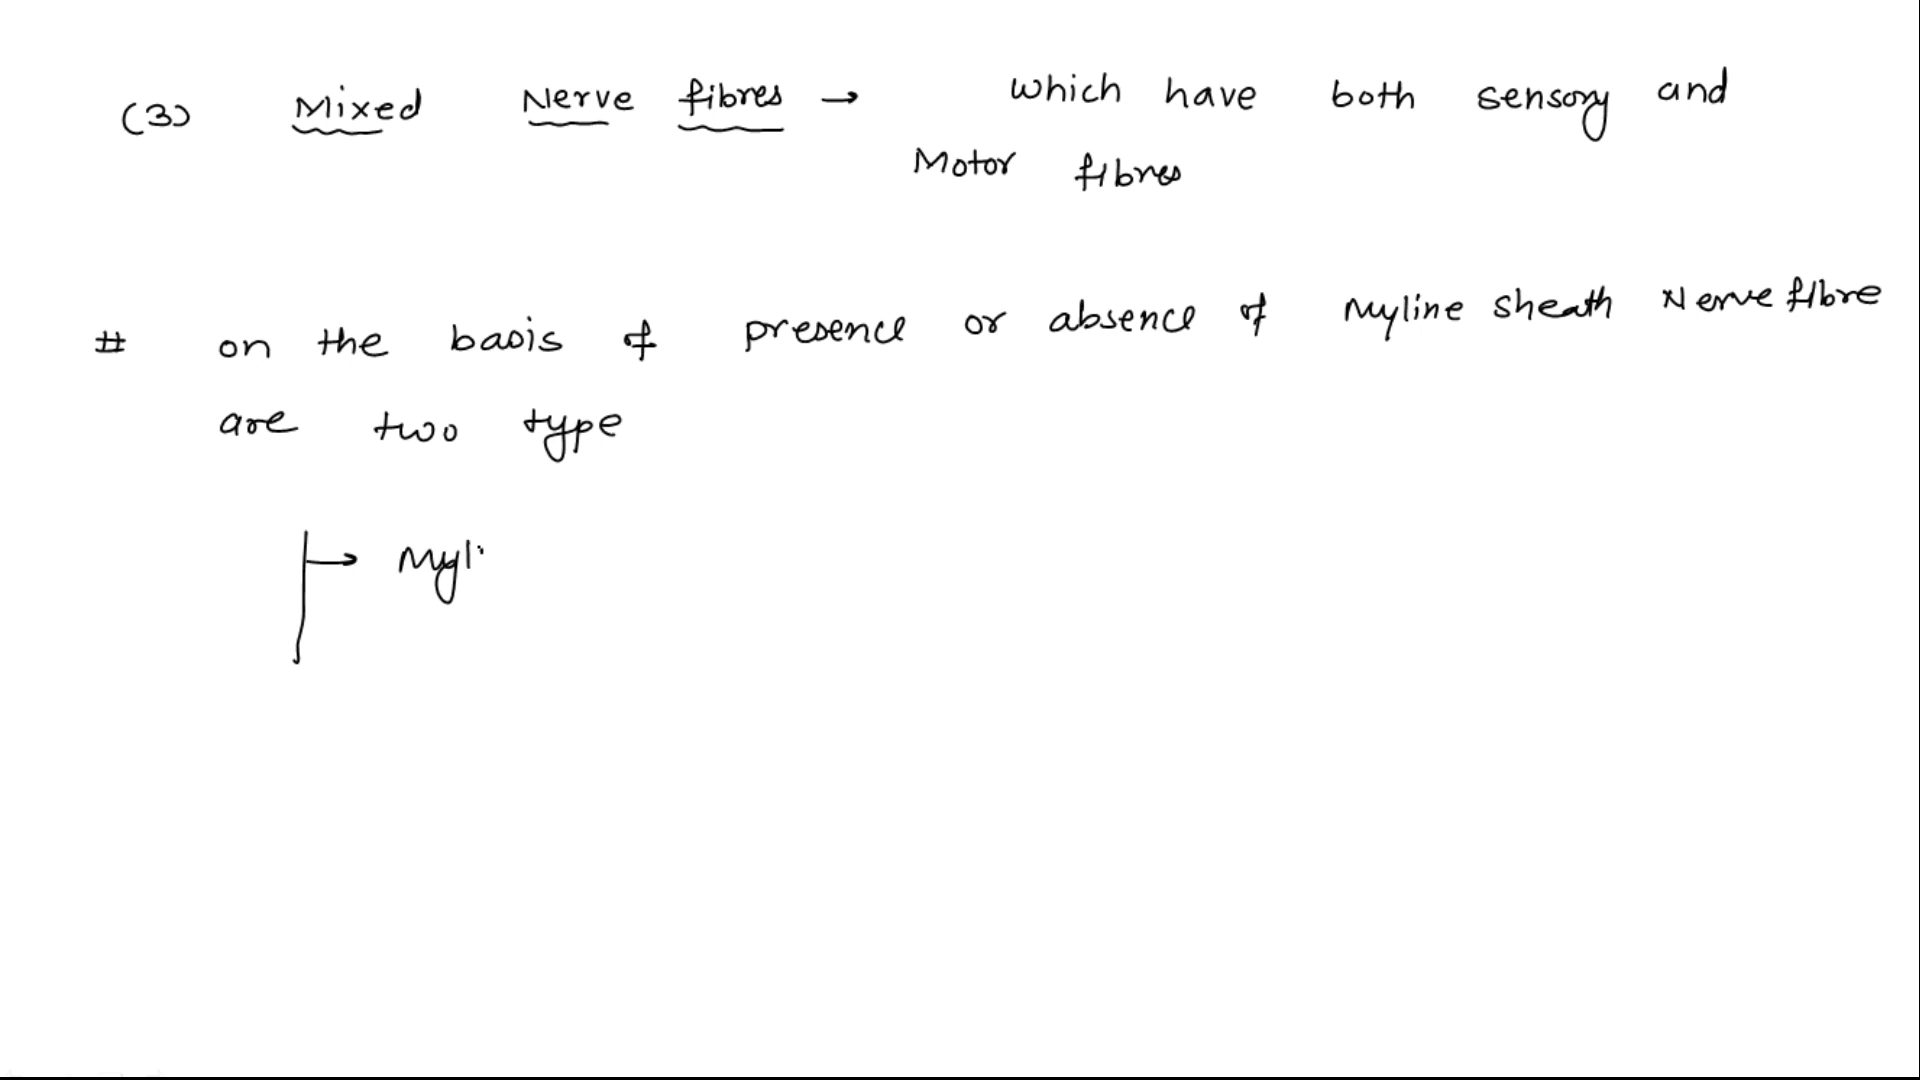 (3) Mixed Nerve fibres → which have both sensory and
Motor fibres
# on the basis of presence or absence of Myline sheath Nerve fibre
are two type
→ Myli